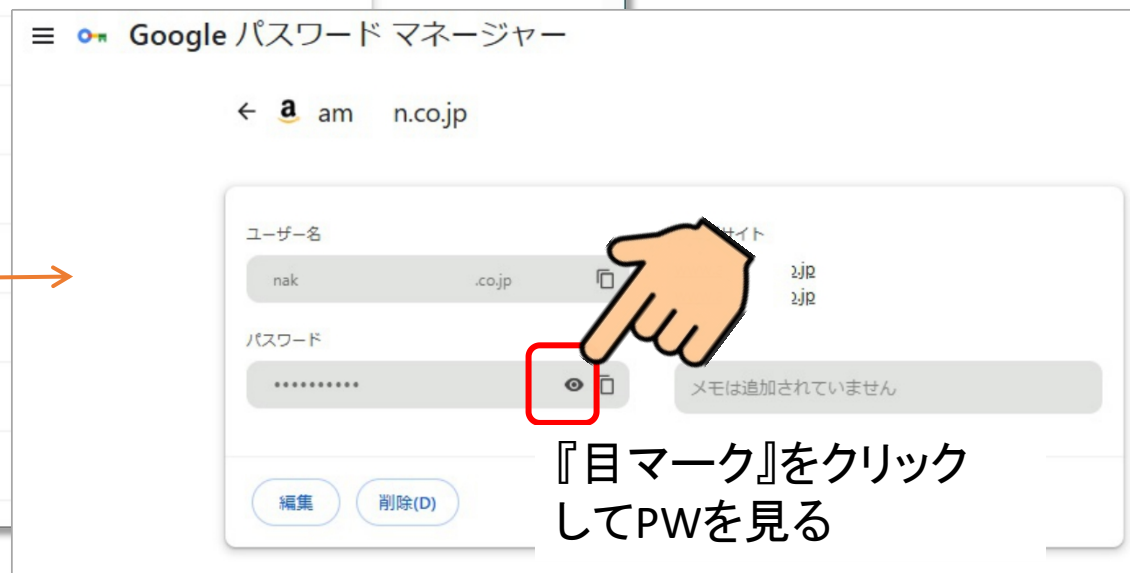 Google パスワード マネージャー
am n.co.jp
ユーザー名
サイト
nak .co.jp
.jp
.jp
パスワード
••••••••••
メモは追加されていません
『目マーク』をクリック
してPWを見る
編集
削除(D)